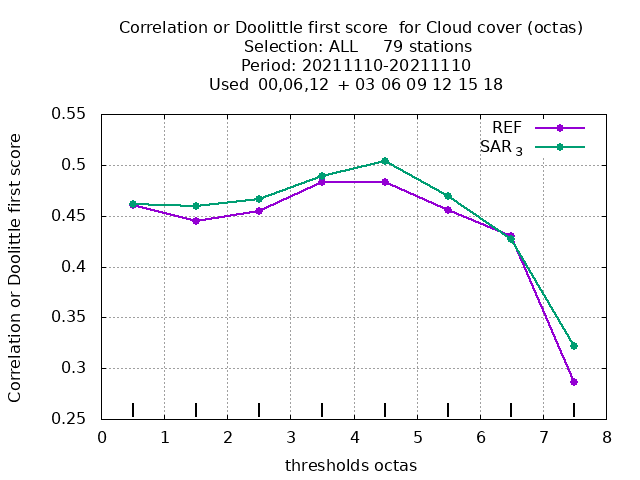 Correlation or Doolittle first score  for Cloud cover (octas)
Selection: ALL     79 stations
Period: 20211110-20211110
Used  00,06,12  + 03 06 09 12 15 18
REF
SAR 3
0.55
0.5
0.45
0.4
0.35
0.3
0.25
Correlation or Doolittle first score
0 1 2 3 4 5 6 7 8
thresholds octas